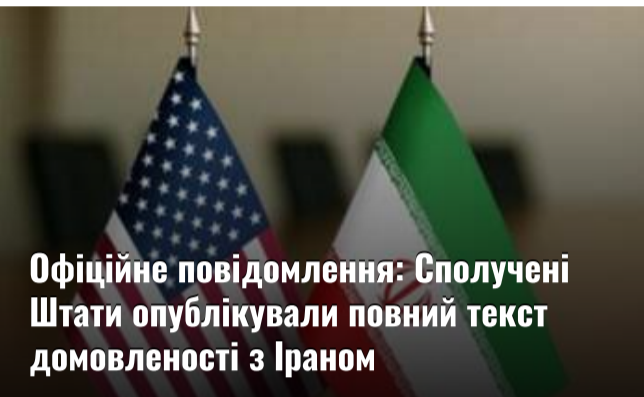 Офіційне повідомлення: Сполучені
Штати опублікували повний текст
домовленості з Іраном